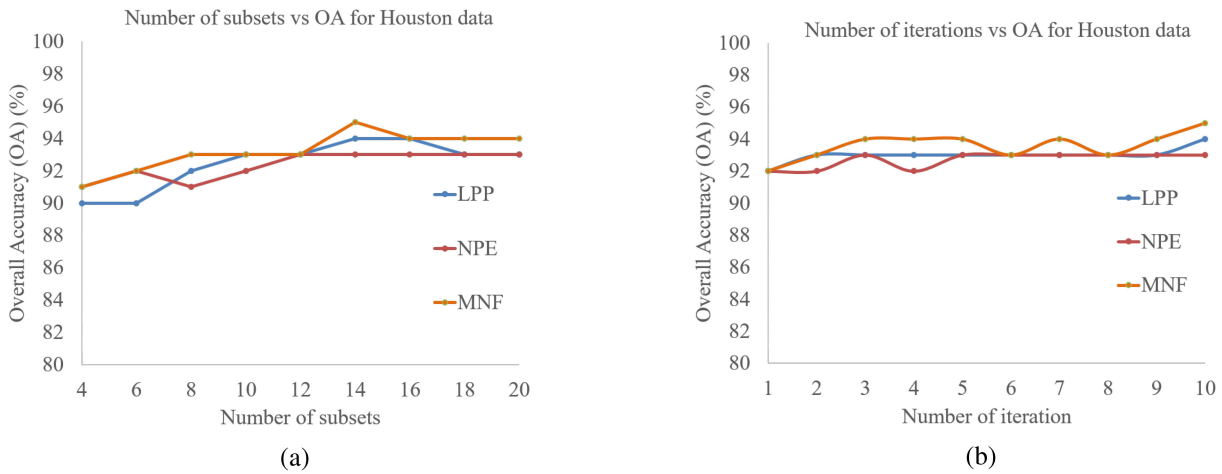 Number of subsets vs OA for Houston data
Overall Accuracy (OA) (%)
100
98
96
94
92
90
88
86
84
82
80
4 6 8 10 12 14 16 18 20
Number of subsets
LPP
NPE
MNF
(a)
Number of iterations vs OA for Houston data
Overall Accuracy (OA) (%)
100
98
96
94
92
90
88
86
84
82
80
1 2 3 4 5 6 7 8 9 10
Number of iteration
LPP
NPE
MNF
(b)